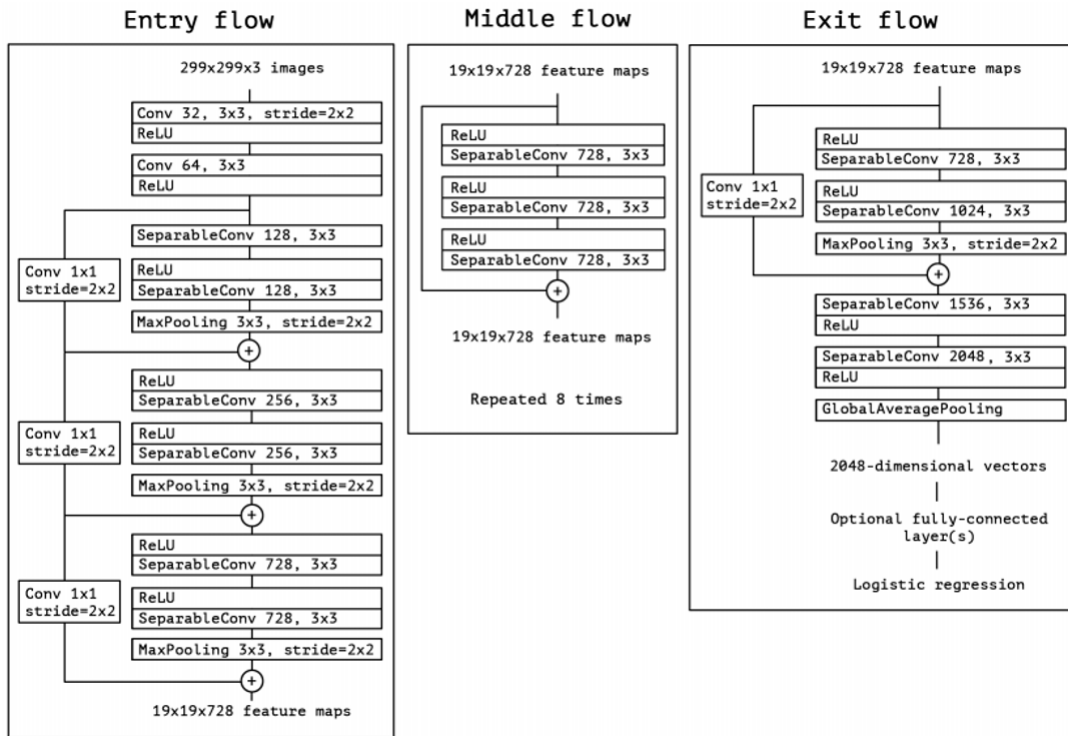 Entry flow
299x299x3 images
Conv 32, 3x3, stride=2x2
ReLU
Conv 64, 3x3
ReLU
SeparableConv 128, 3x3
Conv 1x1
stride=2x2
ReLU
SeparableConv 128, 3x3
MaxPooling 3x3, stride=2x2
+
ReLU
SeparableConv 256, 3x3
Conv 1x1
stride=2x2
ReLU
SeparableConv 256, 3x3
MaxPooling 3x3, stride=2x2
+
ReLU
SeparableConv 728, 3x3
Conv 1x1
stride=2x2
ReLU
SeparableConv 728, 3x3
MaxPooling 3x3, stride=2x2
+
19x19x728 feature maps
Middle flow
19x19x728 feature maps
ReLU
SeparableConv 728, 3x3
ReLU
SeparableConv 728, 3x3
ReLU
SeparableConv 728, 3x3
+
19x19x728 feature maps
Repeated 8 times
Exit flow
19x19x728 feature maps
ReLU
SeparableConv 728, 3x3
Conv 1x1
stride=2x2
ReLU
SeparableConv 1024, 3x3
MaxPooling 3x3, stride=2x2
+
SeparableConv 1536, 3x3
ReLU
SeparableConv 2048, 3x3
ReLU
GlobalAveragePooling
2048-dimensional vectors
Optional fully-connected
layer(s)
Logistic regression